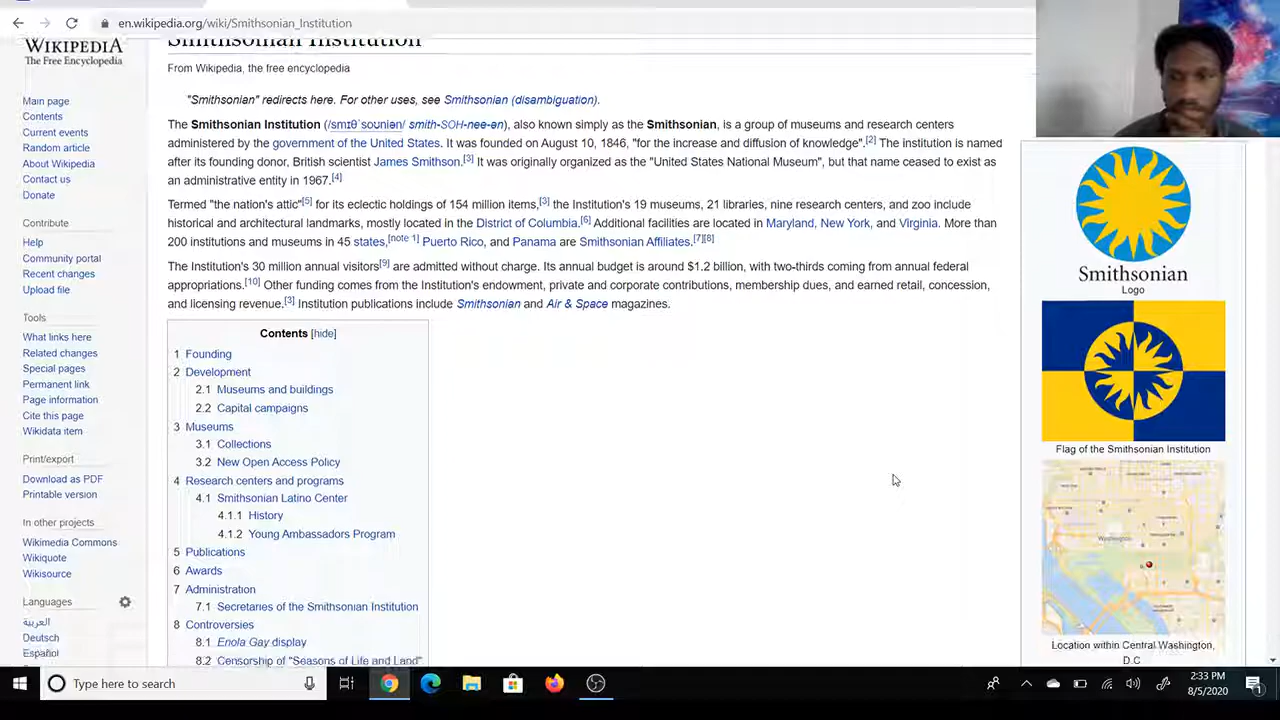 en.wikipedia.org/wiki/Smithsonian_Institution
WIKIPEDIA
The Free Encyclopedia
Main page
Contents
Current events
Random article
About Wikipedia
Contact us
Donate
Contribute
Help
Community portal
Recent changes
Upload file
Tools
What links here
Related changes
Special pages
Permanent link
Page information
Cite this page
Wikidata item
Print/export
Download as PDF
Printable version
In other projects
Wikimedia Commons
Wikiquote
Wikisource
Languages
العربية
Deutsch
Español
Smithsonian Institution
From Wikipedia, the free encyclopedia
"Smithsonian" redirects here. For other uses, see Smithsonian (disambiguation).
The Smithsonian Institution (/smɪθˈsoʊniən/ smith-SOH-nee-ən), also known simply as the Smithsonian, is a group of museums and research centers
administered by the government of the United States. It was founded on August 10, 1846, "for the increase and diffusion of knowledge".[2] The institution is named
after its founding donor, British scientist James Smithson.[3] It was originally organized as the "United States National Museum", but that name ceased to exist as
an administrative entity in 1967.[4]
Termed "the nation's attic"[5] for its eclectic holdings of 154 million items,[3] the Institution's 19 museums, 21 libraries, nine research centers, and zoo include
historical and architectural landmarks, mostly located in the District of Columbia.[6] Additional facilities are located in Maryland, New York, and Virginia. More than
200 institutions and museums in 45 states,[note 1] Puerto Rico, and Panama are Smithsonian Affiliates.[7][8]
The Institution's 30 million annual visitors[9] are admitted without charge. Its annual budget is around $1.2 billion, with two-thirds coming from annual federal
appropriations.[10] Other funding comes from the Institution's endowment, private and corporate contributions, membership dues, and earned retail, concession,
and licensing revenue.[3] Institution publications include Smithsonian and Air & Space magazines.
Contents [hide]
1 Founding
2 Development
2.1 Museums and buildings
2.2 Capital campaigns
3 Museums
3.1 Collections
3.2 New Open Access Policy
4 Research centers and programs
4.1 Smithsonian Latino Center
4.1.1 History
4.1.2 Young Ambassadors Program
5 Publications
6 Awards
7 Administration
7.1 Secretaries of the Smithsonian Institution
8 Controversies
8.1 Enola Gay display
8.2 Censorship of "Seasons of Life and Land"
Smithsonian
Logo
Flag of the Smithsonian Institution
Washington
Location within Central Washington,
D.C
Type here to search
2:33 PM
8/5/2020
1